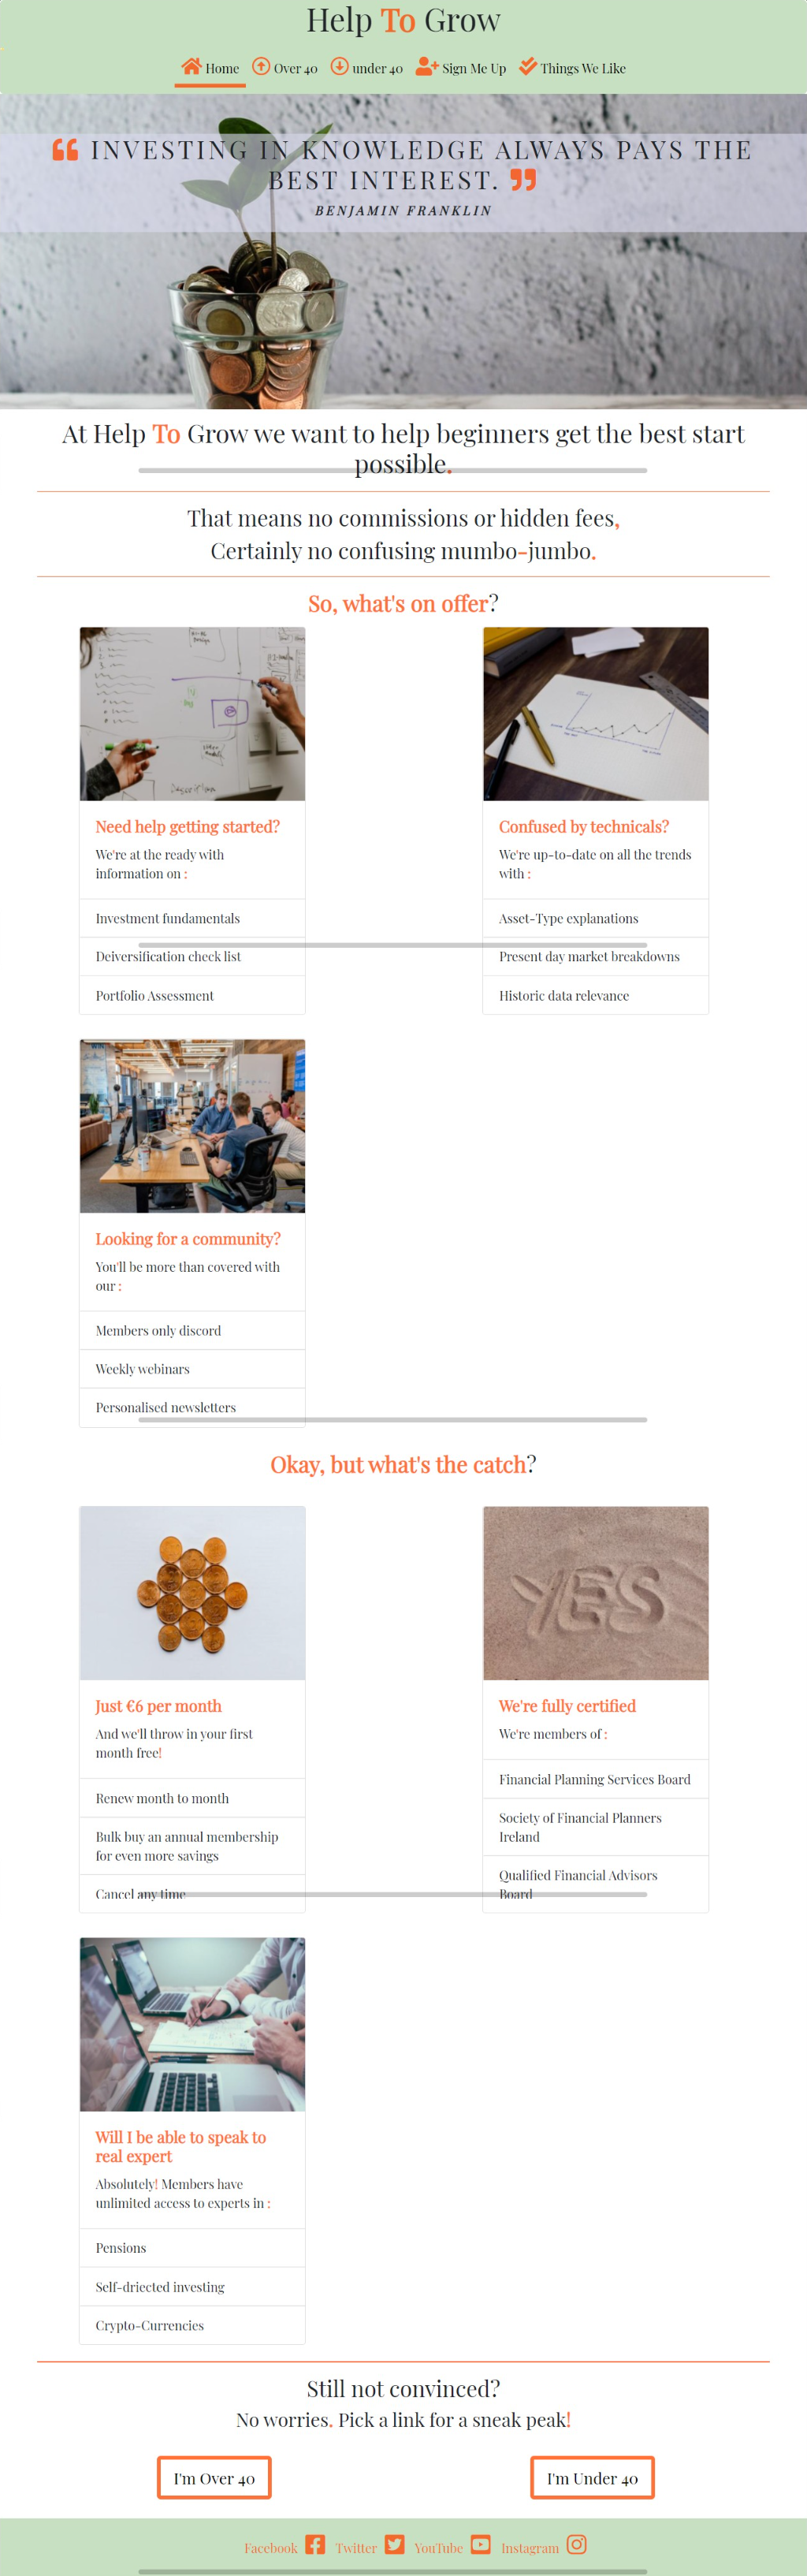 Help To Grow
Home Over 40 under 40 Sign Me Up Things We Like
INVESTING IN KNOWLEDGE ALWAYS PAYS THE
BEST INTEREST.
BENJAMIN FRANKLIN
At Help To Grow we want to help beginners get the best start
possible.
That means no commissions or hidden fees,
Certainly no confusing mumbo-jumbo.
So, what's on offer?
Need help getting started?
We're at the ready with
information on :
Investment fundamentals
Deiversification check list
Portfolio Assessment
Confused by technicals?
We're up-to-date on all the trends
with :
Asset-Type explanations
Present day market breakdowns
Historic data relevance
Looking for a community?
You'll be more than covered with
our :
Members only discord
Weekly webinars
Personalised newsletters
Okay, but what's the catch?
Just €6 per month
And we'll throw in your first
month free!
Renew month to month
Bulk buy an annual membership
for even more savings
Cancel any time
YES
We're fully certified
We're members of :
Financial Planning Services Board
Society of Financial Planners
Ireland
Qualified Financial Advisors
Board
Will I be able to speak to
real expert
Absolutely! Members have
unlimited access to experts in :
Pensions
Self-driected investing
Crypto-Currencies
Still not convinced?
No worries. Pick a link for a sneak peak!
I'm Over 40 I'm Under 40
Facebook Twitter YouTube Instagram